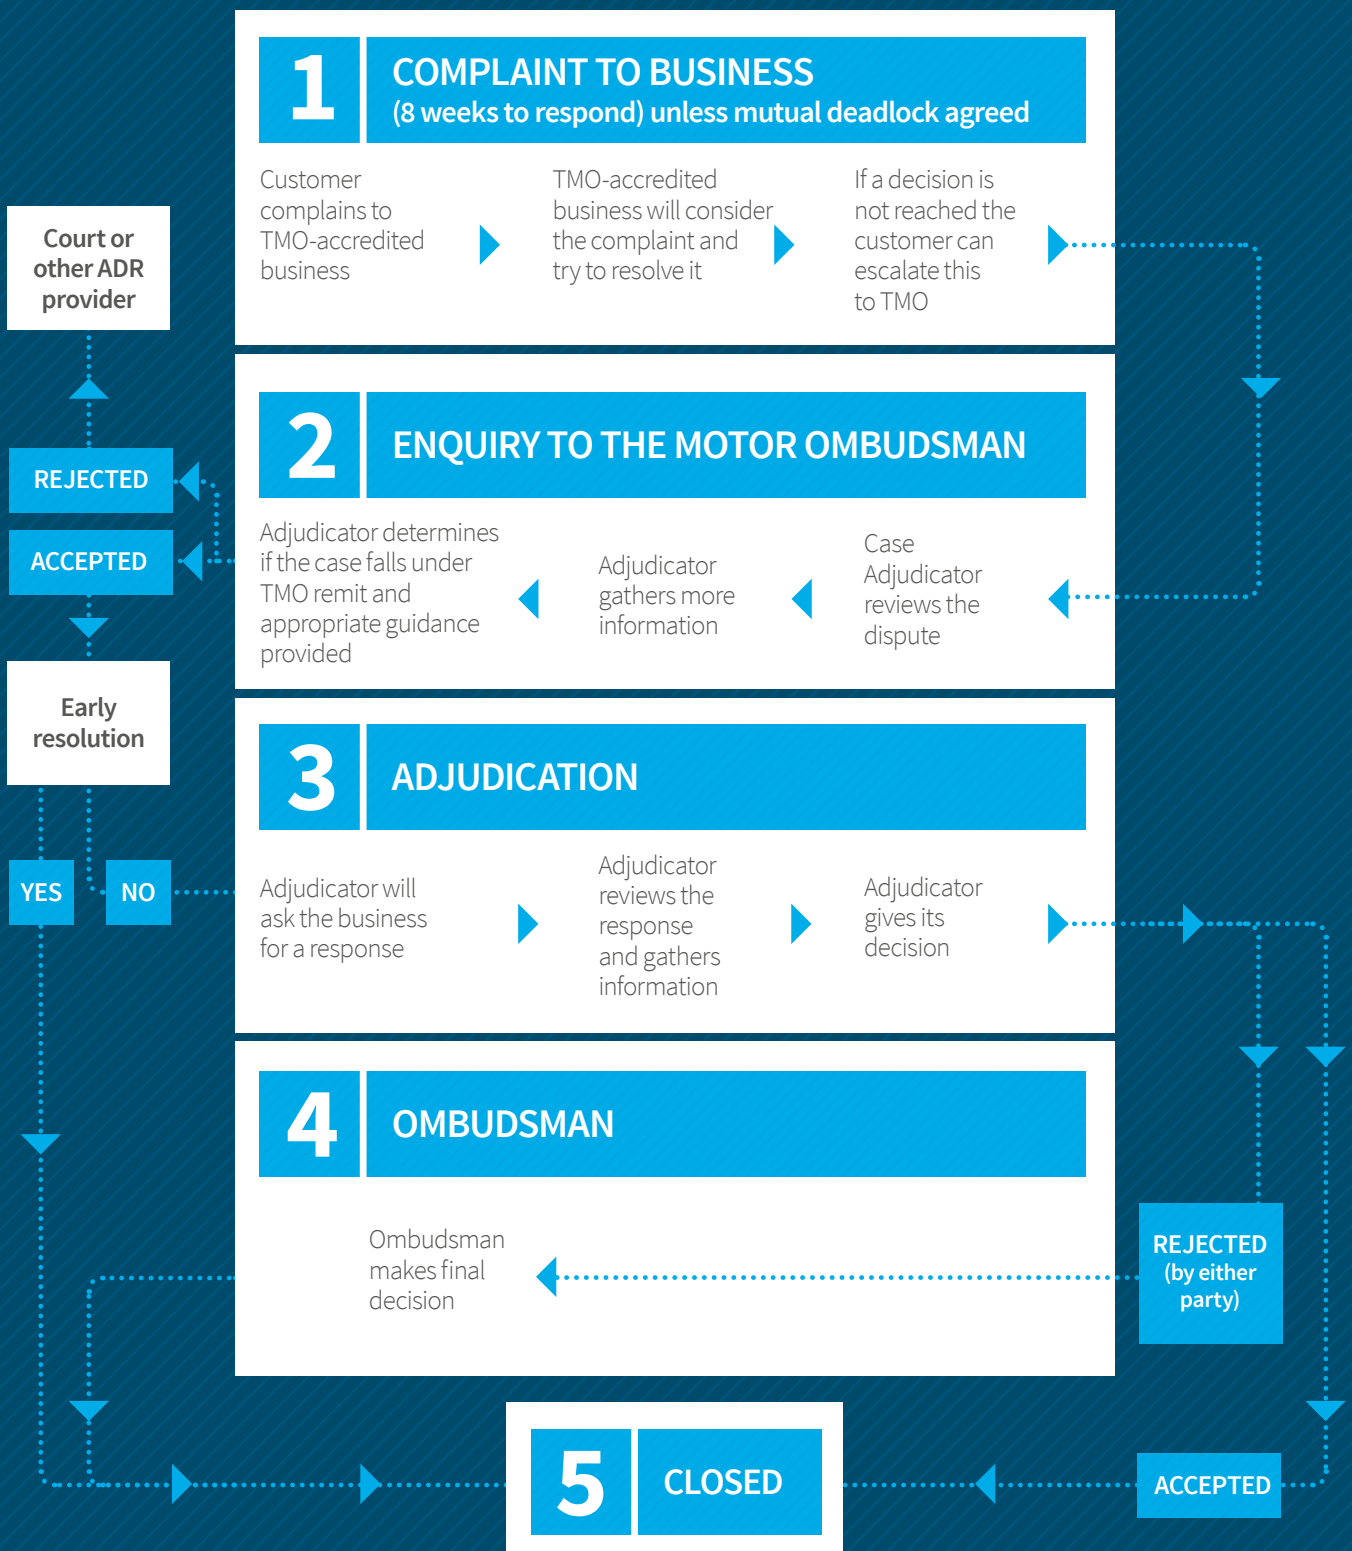 1
COMPLAINT TO BUSINESS
(8 weeks to respond) unless mutual deadlock agreed
Customer
complains to
TMO-accredited
business
TMO-accredited
business will consider
the complaint and
try to resolve it
If a decision is
not reached the
customer can
escalate this
to TMO
Court or
other ADR
provider
2
ENQUIRY TO THE MOTOR OMBUDSMAN
REJECTED
ACCEPTED
Adjudicator determines
if the case falls under
TMO remit and
appropriate guidance
provided
Adjudicator
gathers more
information
Case
Adjudicator
reviews the
dispute
Early
resolution
3
ADJUDICATION
YES
NO
Adjudicator will
ask the business
for a response
Adjudicator
reviews the
response
and gathers
information
Adjudicator
gives its
decision
4
OMBUDSMAN
Ombudsman
makes final
decision
REJECTED
(by either
party)
5
CLOSED
ACCEPTED